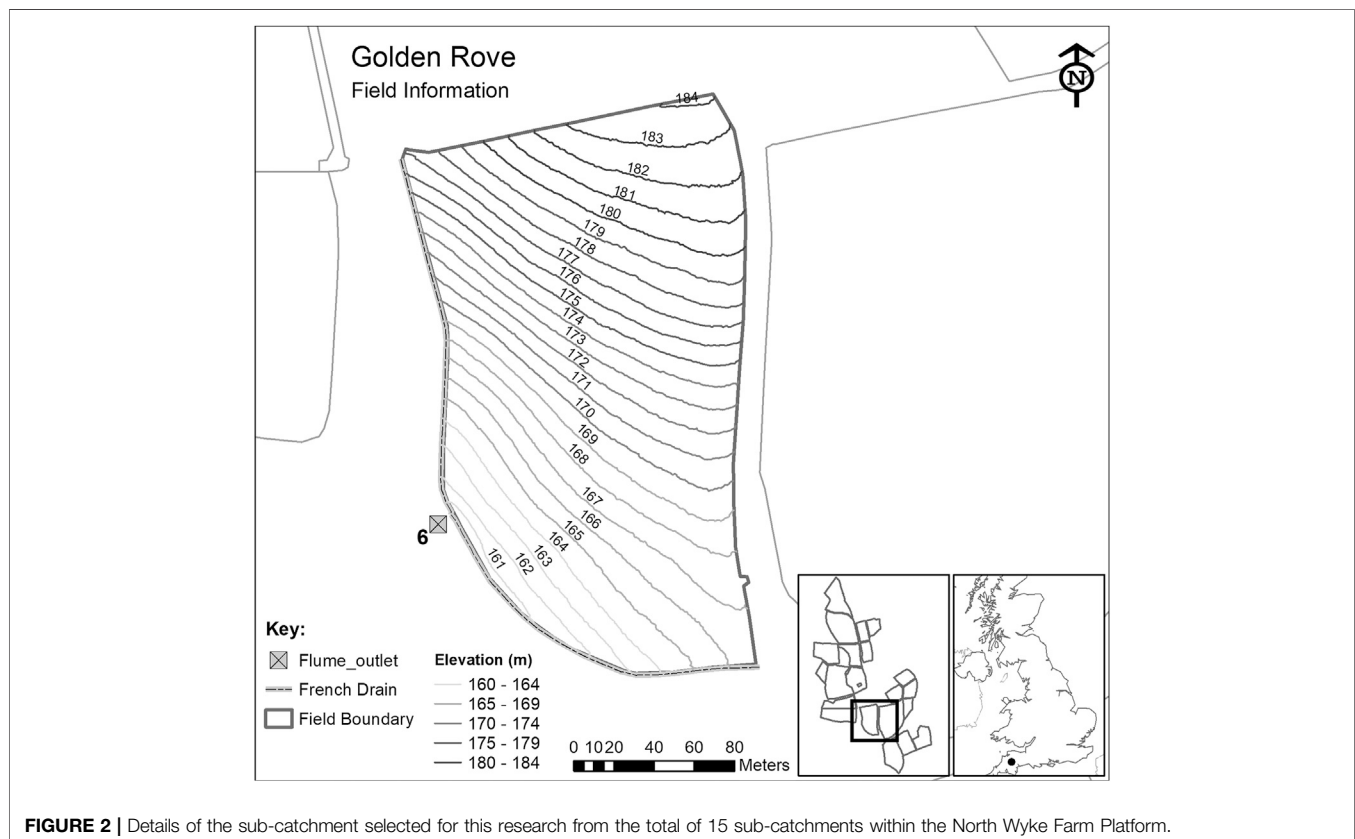 Golden Rove
Field Information
N
184
183
182
181
180
179
178
177
176
175
174
173
172
171
170
169
168
167
166
165
164
163
162
161
6
Key:
Flume_outlet
French Drain
Field Boundary
Elevation (m)
160 - 164
165 - 169
170 - 174
175 - 179
180 - 184
0 10 20 40 60 80
Meters
FIGURE 2 | Details of the sub-catchment selected for this research from the total of 15 sub-catchments within the North Wyke Farm Platform.